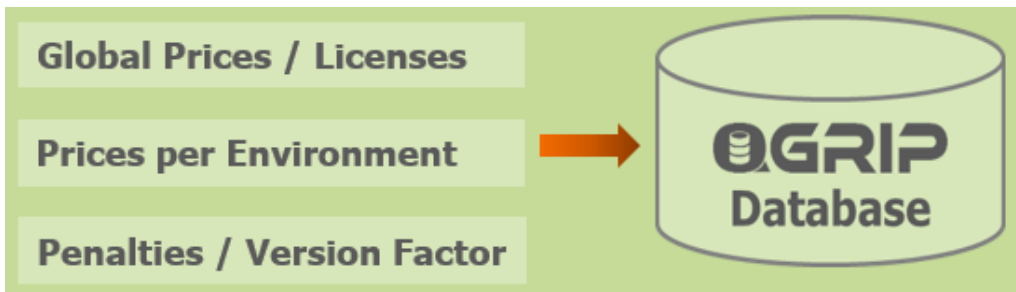 Global Prices / Licenses
Prices per Environment
Penalties / Version Factor
QGRIP
Database